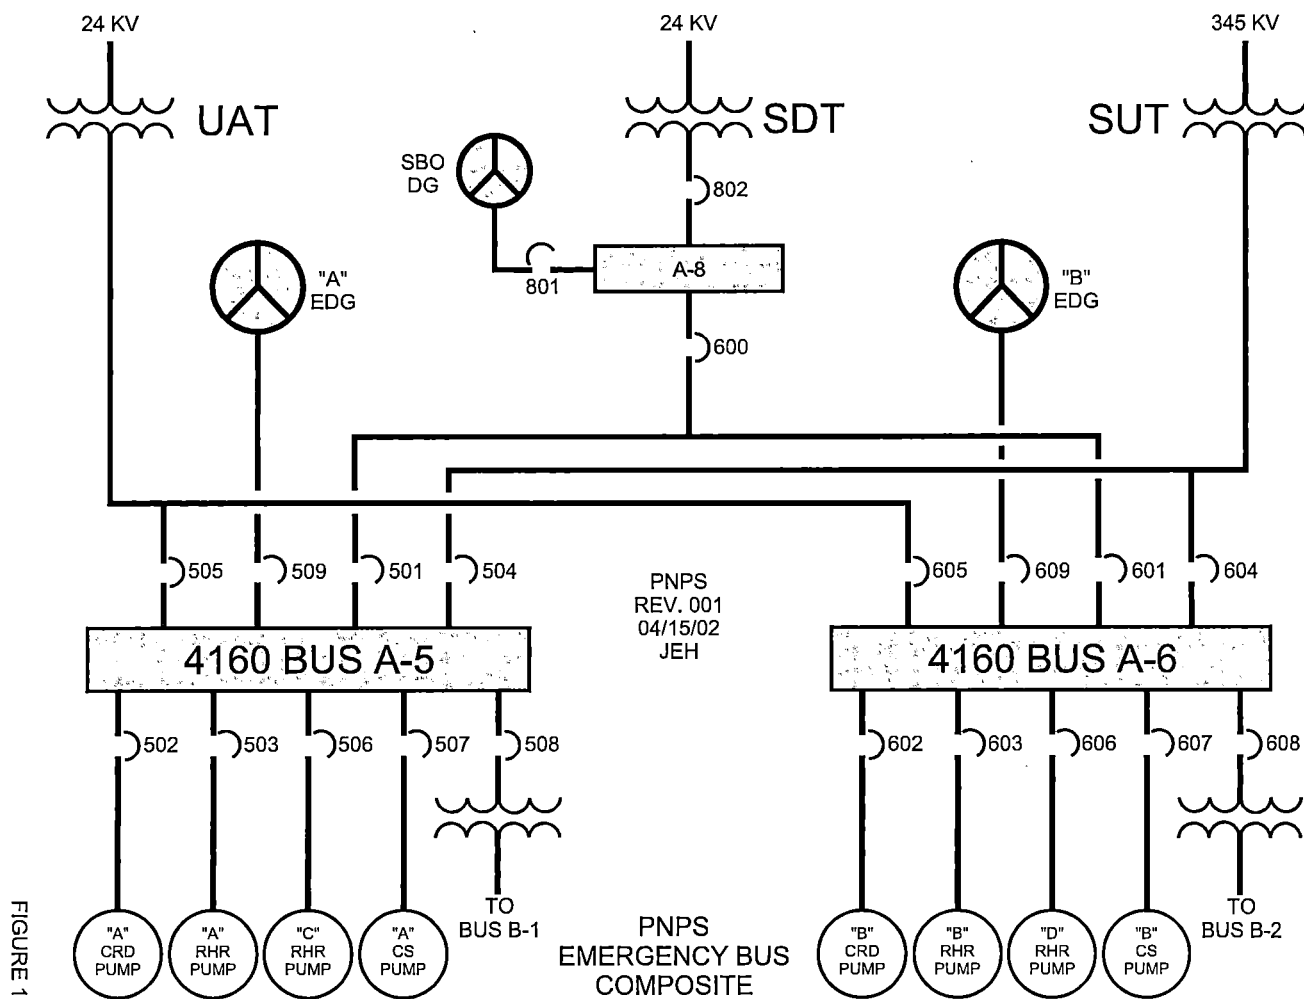 24 KV
24 KV
345 KV
UAT
SDT
SUT
SBO
DG
802
"A"
EDG
801
A-8
"B"
EDG
600
505
509
501
504
605
609
601
604
PNPS
REV. 001
04/15/02
JEH
4160 BUS A-5
4160 BUS A-6
502
503
506
507
508
602
603
606
607
608
"A"
CRD
PUMP
"A"
RHR
PUMP
"C"
RHR
PUMP
"A"
CS
PUMP
TO
BUS B-1
PNPS
EMERGENCY BUS
COMPOSITE
"B"
CRD
PUMP
"B"
RHR
PUMP
"D"
RHR
PUMP
"B"
CS
PUMP
TO
BUS B-2
FIGURE 1